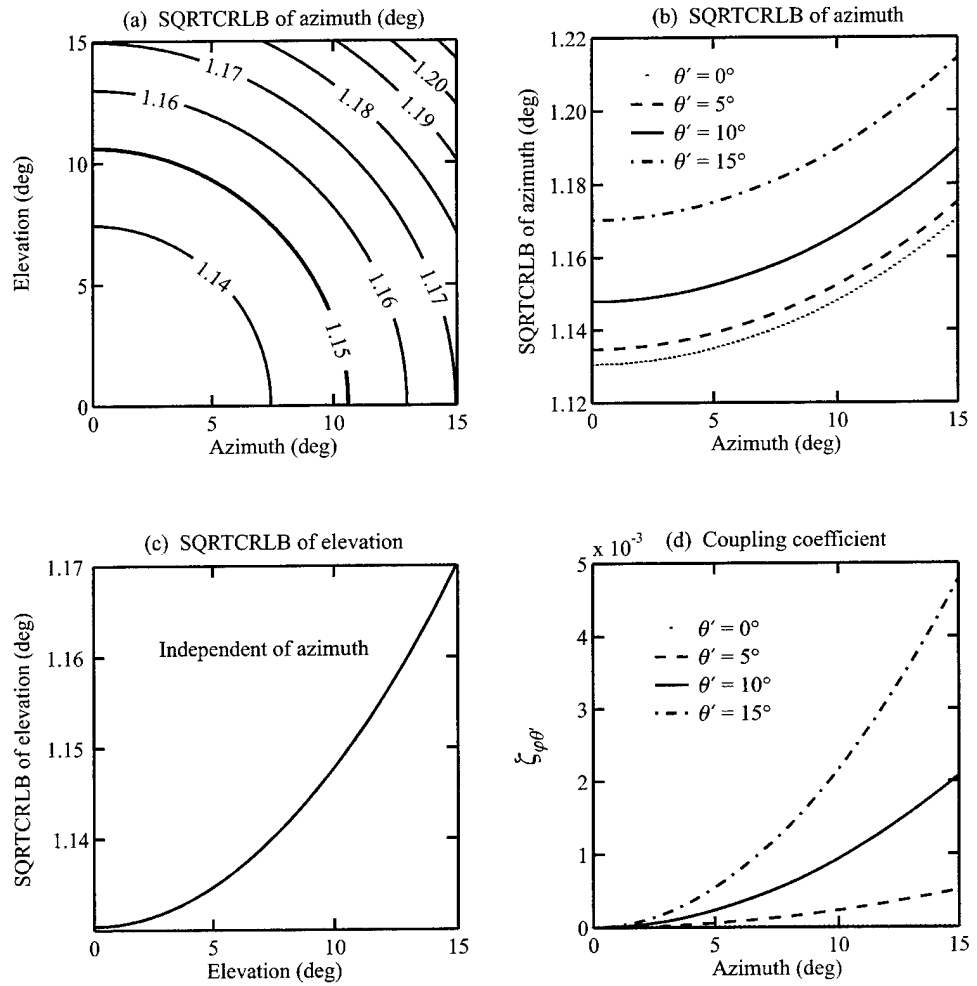 (a) SQRTCRLB of azimuth (deg)
15
10
5
0
Elevation (deg)
1.14
1.15
1.16
1.16
1.17
1.17
1.18
1.19
1.20
0 5 10 15
Azimuth (deg)
(b) SQRTCRLB of azimuth
1.22
1.20
1.18
1.16
1.14
1.12
SQRTCRLB of azimuth (deg)
θ′ = 0°
θ′ = 5°
θ′ = 10°
θ′ = 15°
0 5 10 15
Azimuth (deg)
(c) SQRTCRLB of elevation
1.17
1.16
1.15
1.14
SQRTCRLB of elevation (deg)
Independent of azimuth
0 5 10 15
Elevation (deg)
(d) Coupling coefficient
x 10⁻³
5
4
3
2
1
0
ζφθ′
θ′ = 0°
θ′ = 5°
θ′ = 10°
θ′ = 15°
0 5 10 15
Azimuth (deg)